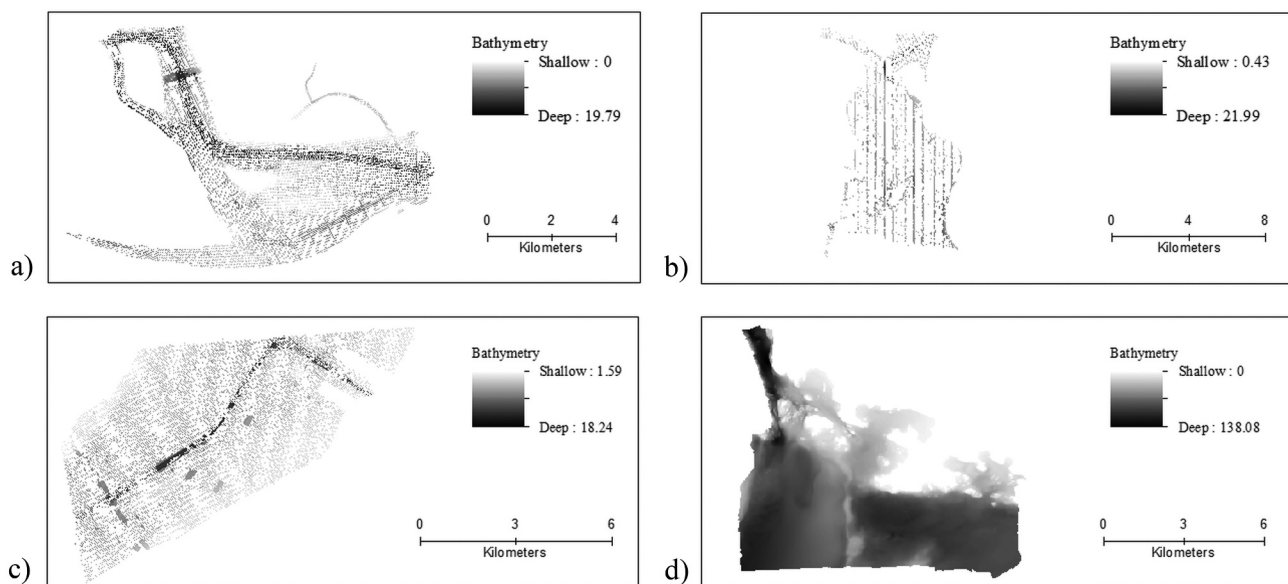 Bathymetry
Shallow : 0
Deep : 19.79
0 2 4
Kilometers
a)
Bathymetry
Shallow : 0.43
Deep : 21.99
0 4 8
Kilometers
b)
Bathymetry
Shallow : 1.59
Deep : 18.24
0 3 6
Kilometers
c)
Bathymetry
Shallow : 0
Deep : 138.08
0 3 6
Kilometers
d)